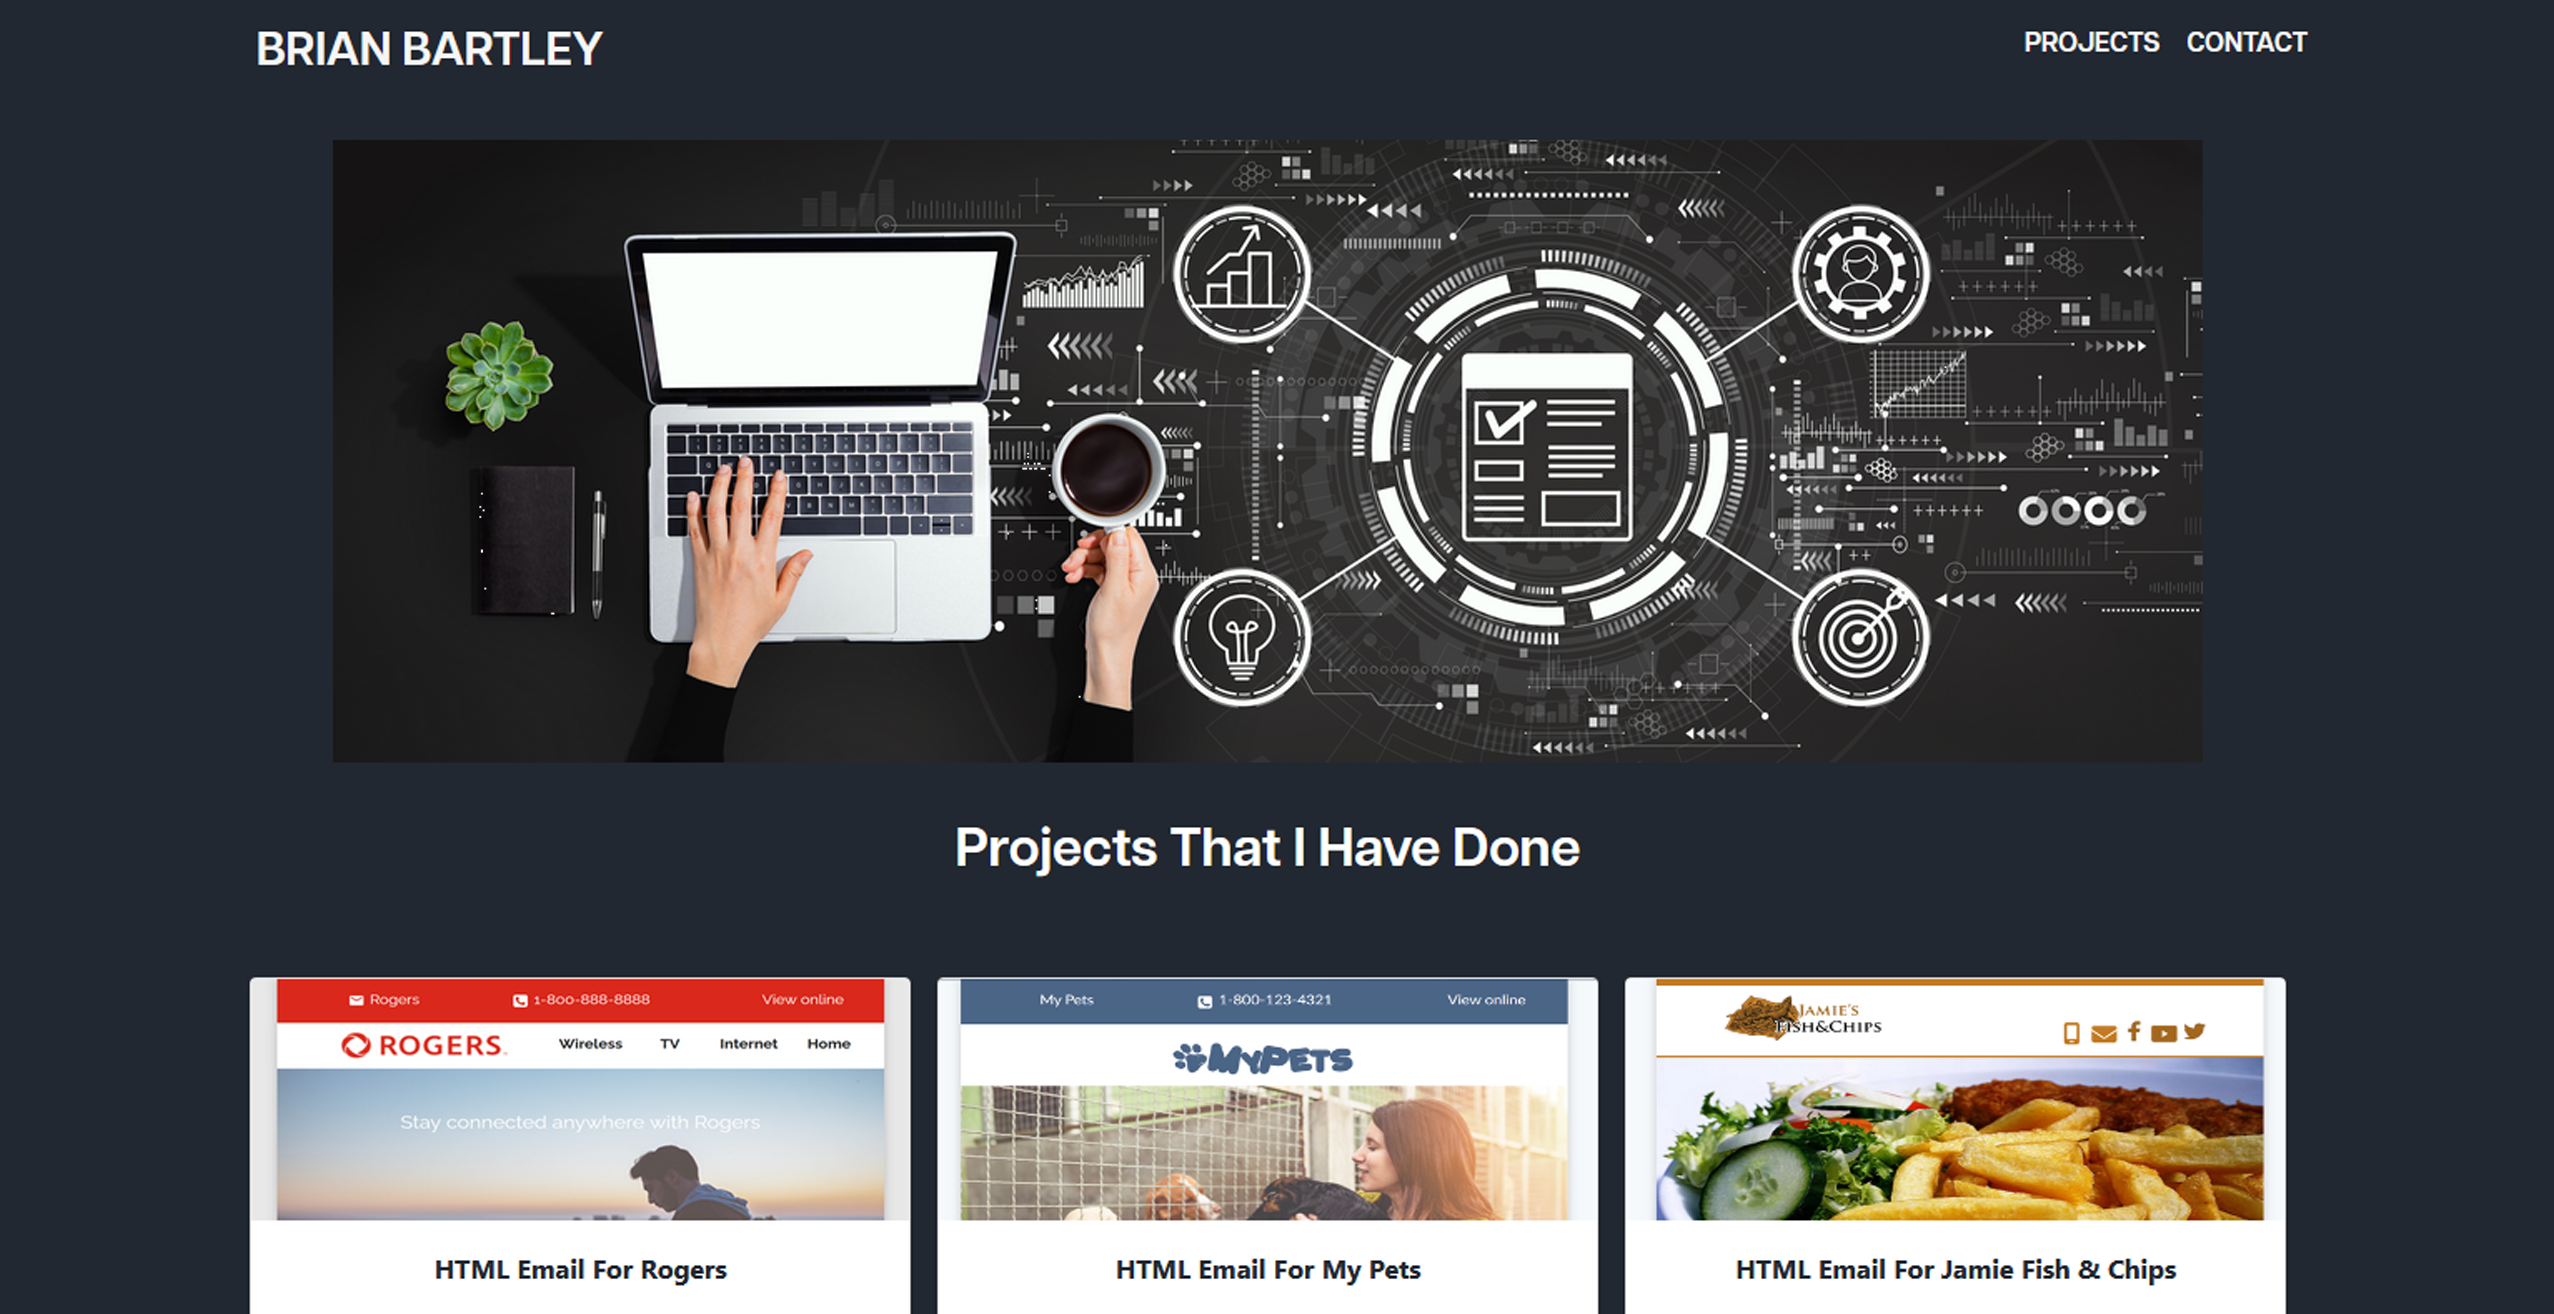 BRIAN BARTLEY
PROJECTS CONTACT
Projects That I Have Done
Rogers 1-800-888-8888 View online
ROGERS Wireless TV Internet Home
Stay connected anywhere with Rogers
HTML Email For Rogers
My Pets 1-800-123-4321 View online
MYPETS
HTML Email For My Pets
JAMIE'S
FISH&CHIPS
HTML Email For Jamie Fish & Chips